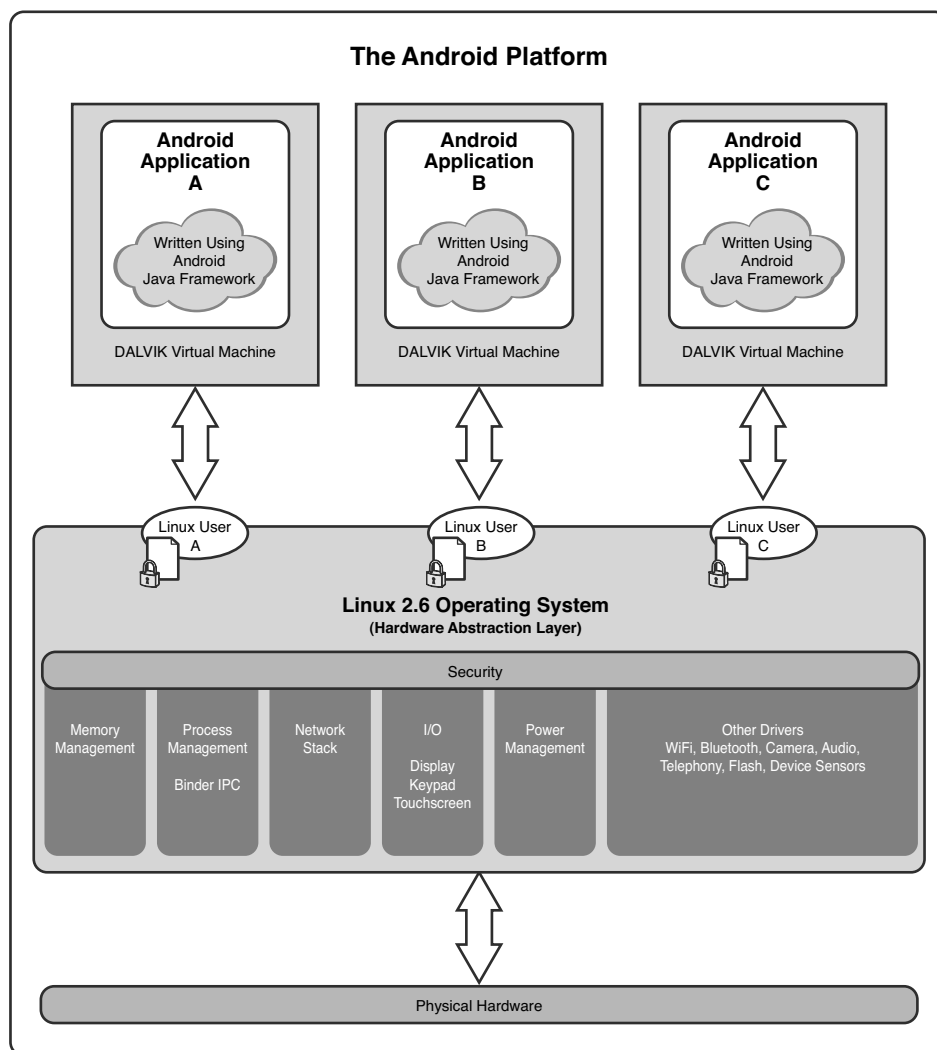 The Android Platform
Android
Application
A
Written Using
Android
Java Framework
DALVIK Virtual Machine
Android
Application
B
Written Using
Android
Java Framework
DALVIK Virtual Machine
Android
Application
C
Written Using
Android
Java Framework
DALVIK Virtual Machine
Linux User
A
Linux User
B
Linux User
C
Linux 2.6 Operating System
(Hardware Abstraction Layer)
Security
Memory
Management
Process
Management
Binder IPC
Network
Stack
I/O
Display
Keypad
Touchscreen
Power
Management
Other Drivers
WiFi, Bluetooth, Camera, Audio,
Telephony, Flash, Device Sensors
Physical Hardware